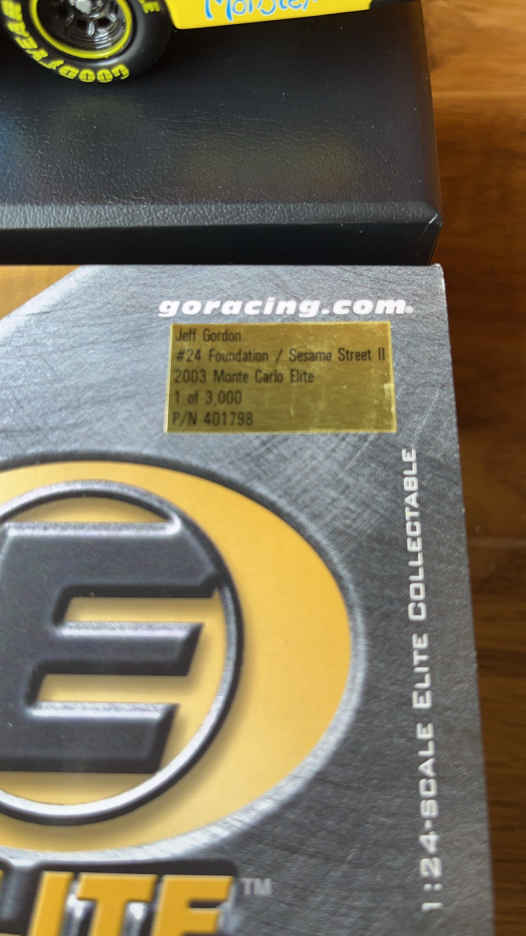 GOODYEAR
Monster
goracing.com®
Jeff Gordon
#24 Foundation / Sesame Street II
2003 Monte Carlo Elite
1 of 3,000
P/N 401798
1:24-SCALE ELITE COLLECTABLE
E
LITE™